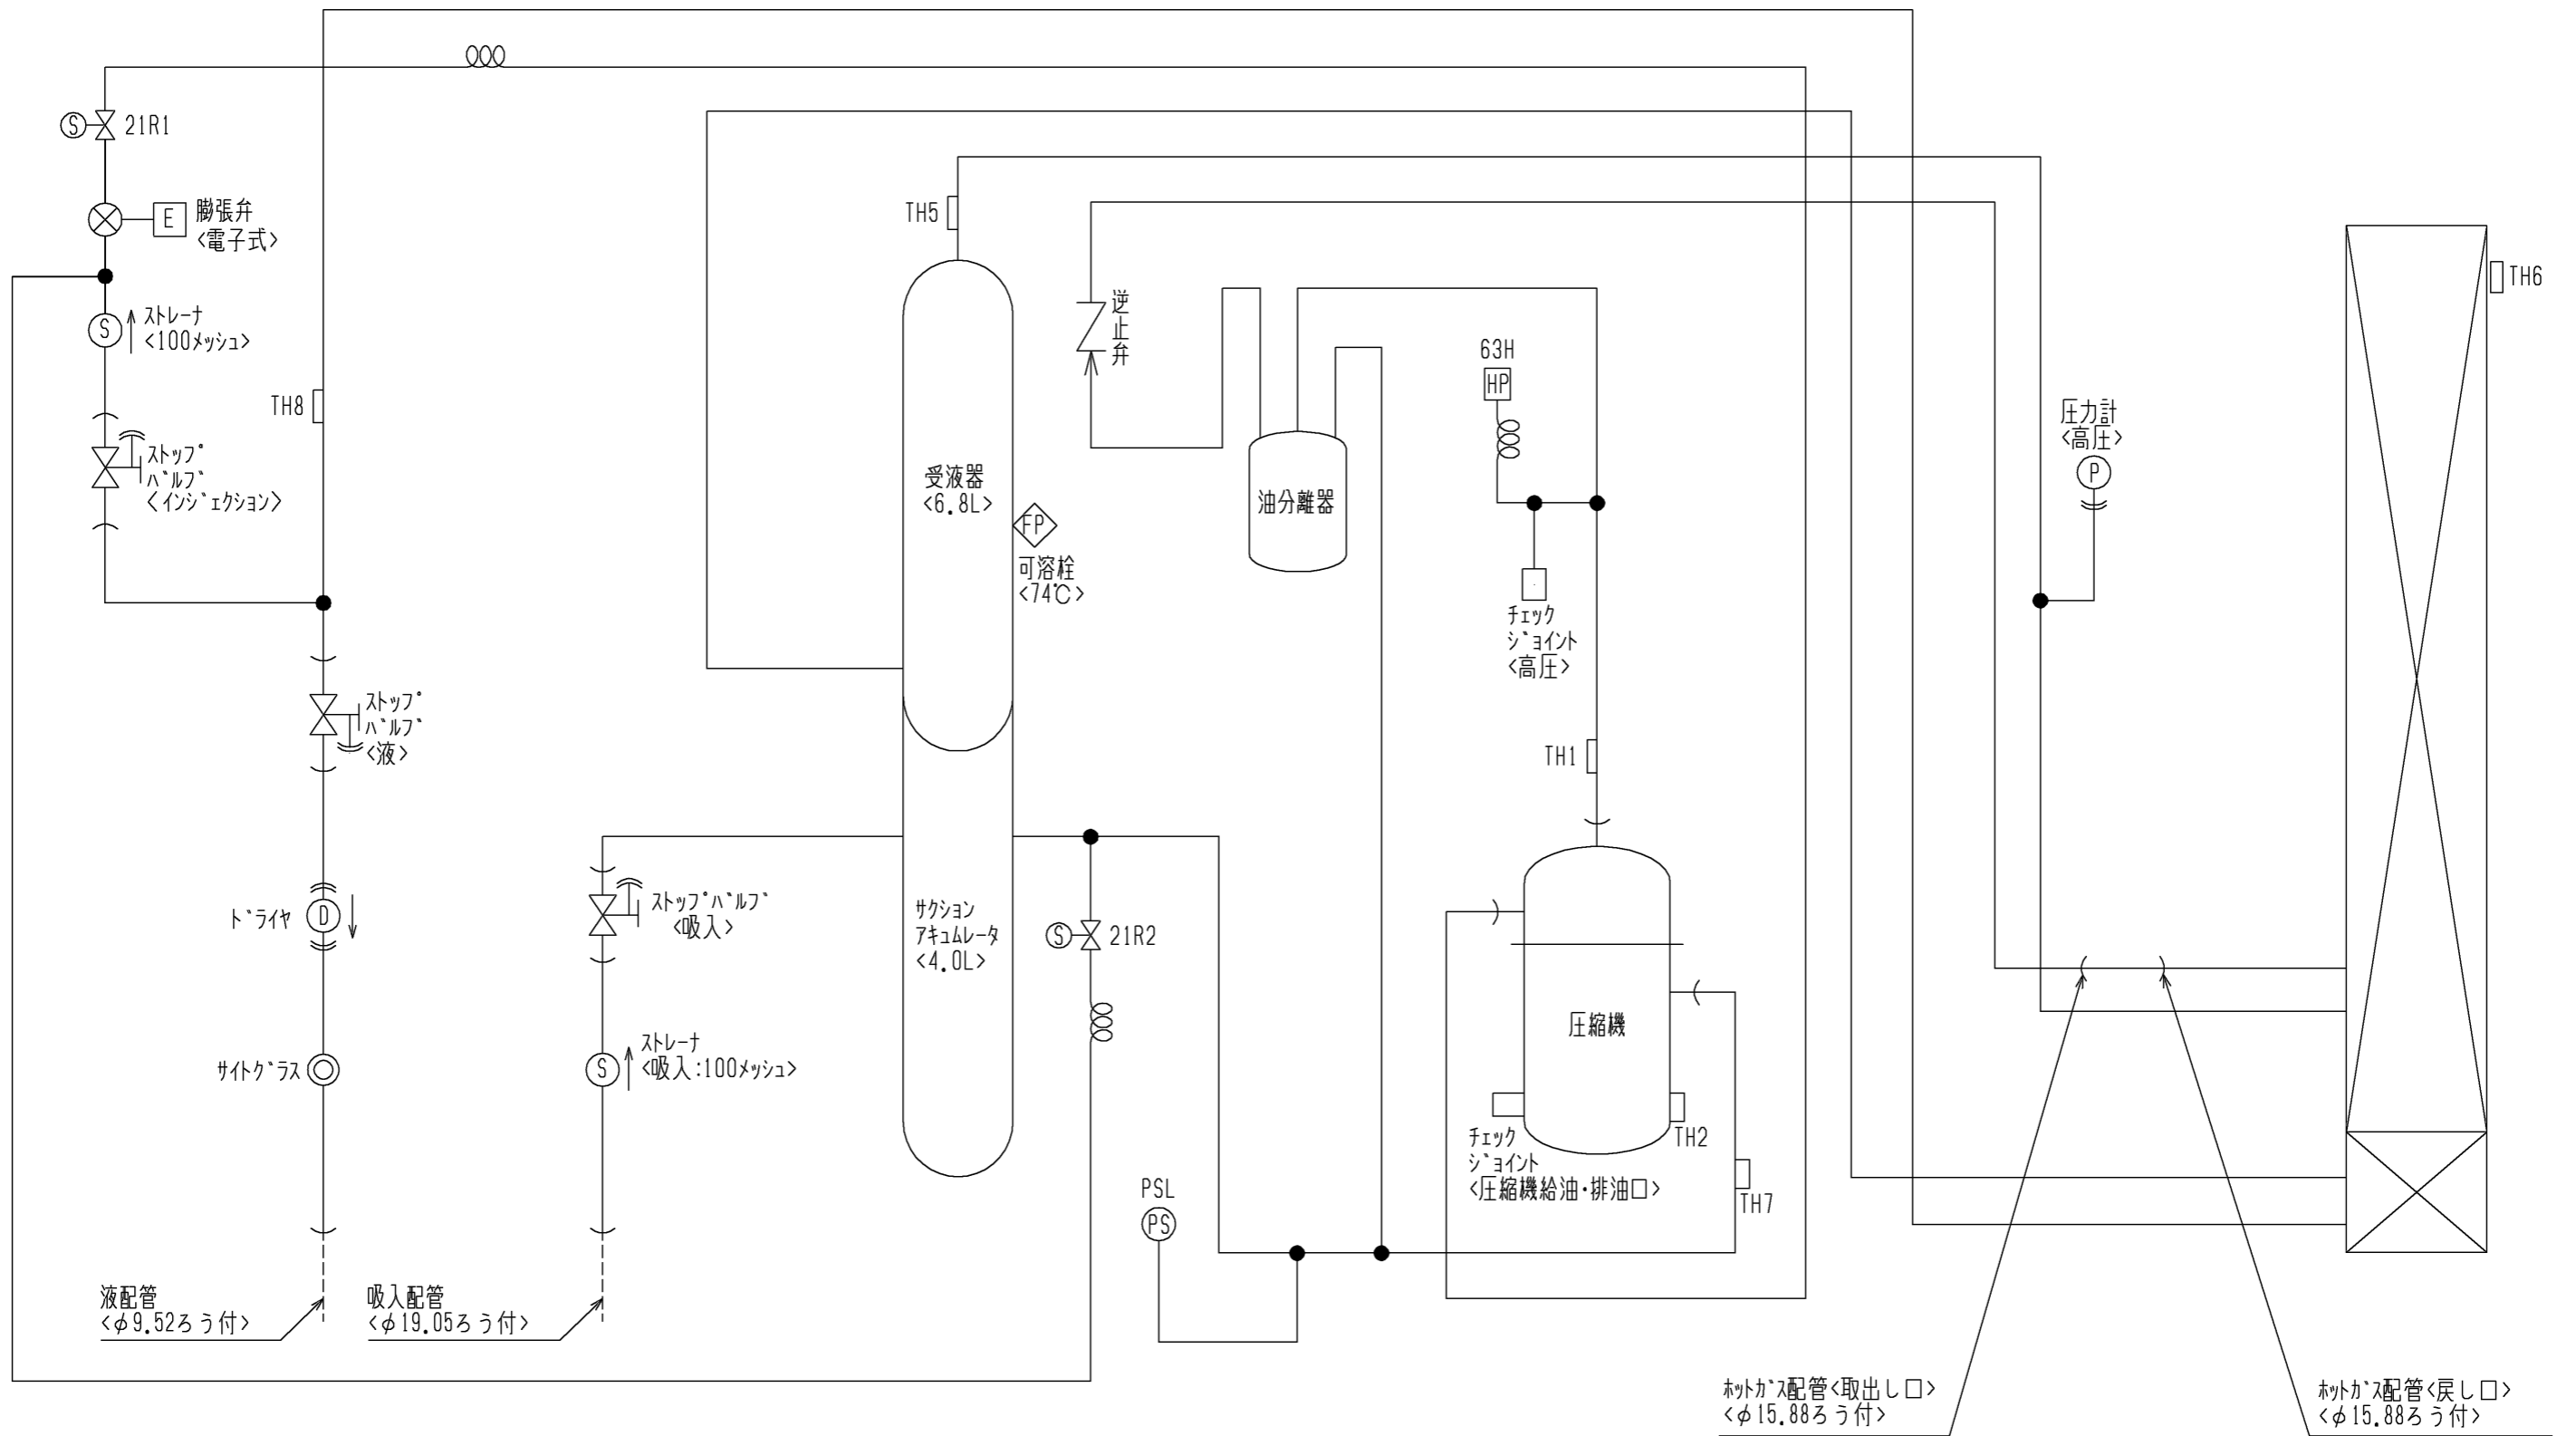 21R1
S
E
膨張弁
<電子式>
S
ストレーナ
<100メッシュ>
ストップ
バルブ
<インジェクション>
TH8
ストップ
バルブ
<液>
ドライヤ
D
サイトグラス
液配管
<φ9.52ろう付>
吸入配管
<φ19.05ろう付>
ストップバルブ
<吸入>
S
ストレーナ
<吸入:100メッシュ>
TH5
受液器
<6.8L>
FP
可溶栓
<74℃>
サクション
アキュムレータ
<4.0L>
S
21R2
逆止弁
油分離器
63H
HP
チェック
ジョイント
<高圧>
TH1
圧縮機
チェック
ジョイント
<圧縮機給油・排油口>
TH2
TH7
PSL
PS
圧力計
<高圧>
P
TH6
ホットガス配管<取出し口>
<φ15.88ろう付>
ホットガス配管<戻し口>
<φ15.88ろう付>